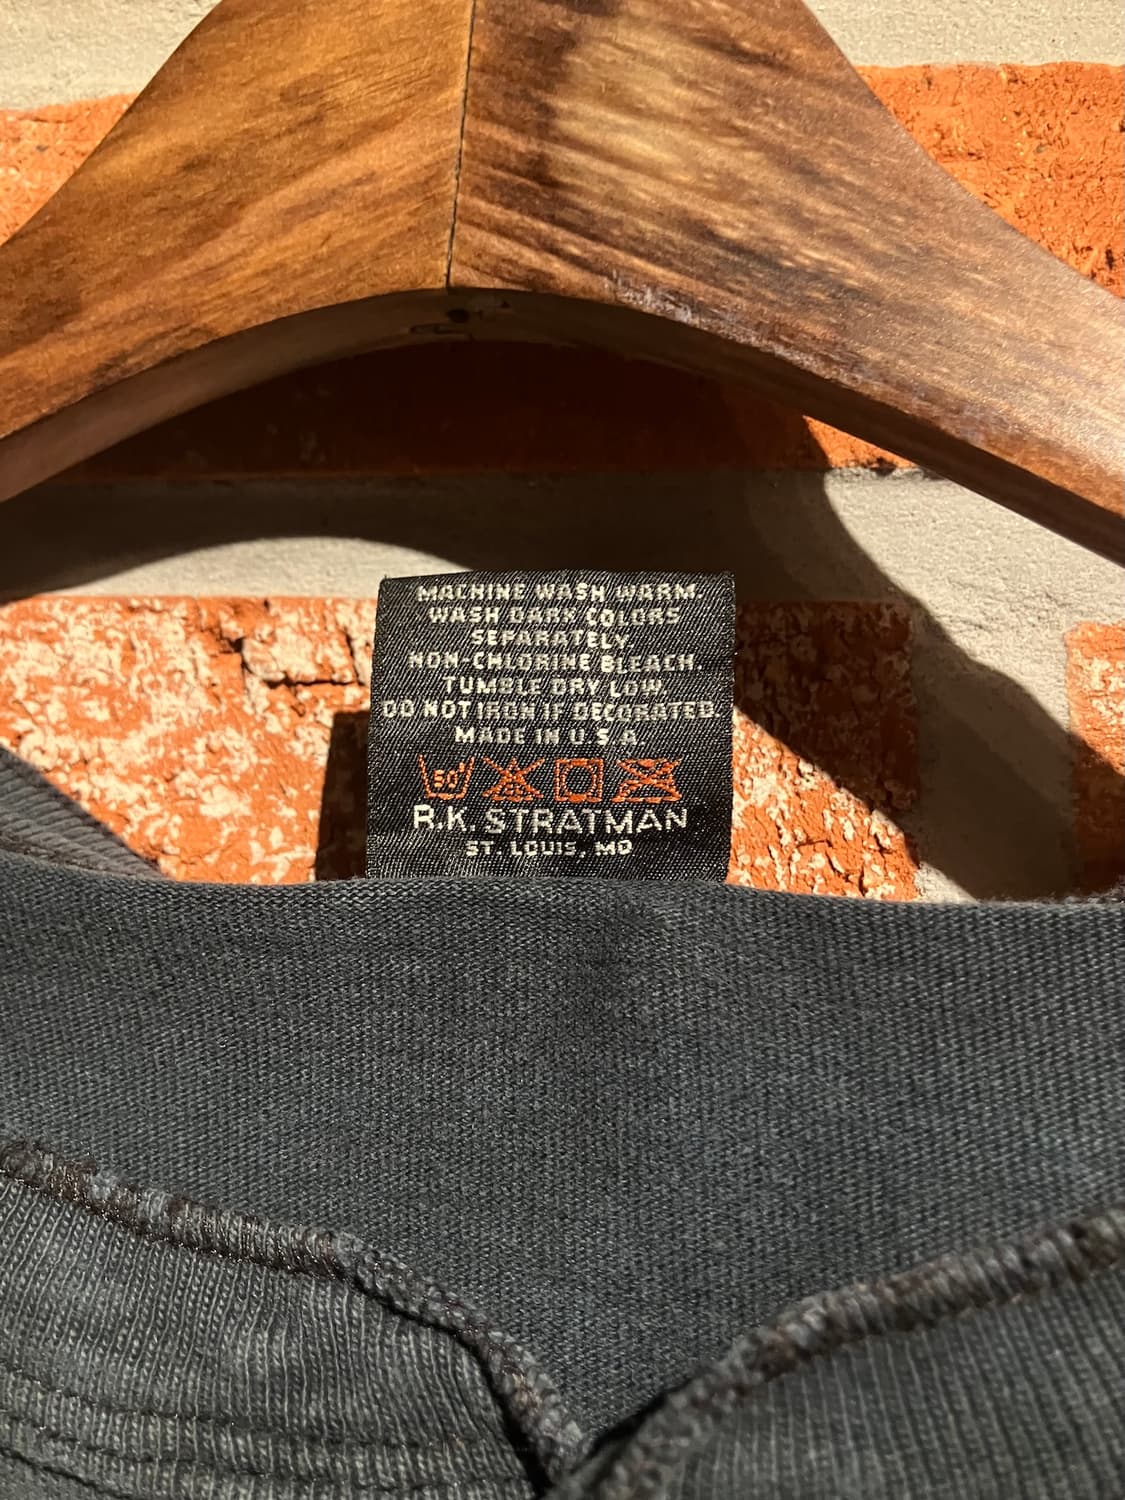 MACHINE WASH WARM.
WASH DARK COLORS
SEPARATELY.
NON-CHLORINE BLEACH.
TUMBLE DRY LOW.
DO NOT IRON IF DECORATED.
MADE IN U.S.A.
50
R.K. STRATMAN
ST. LOUIS, MO